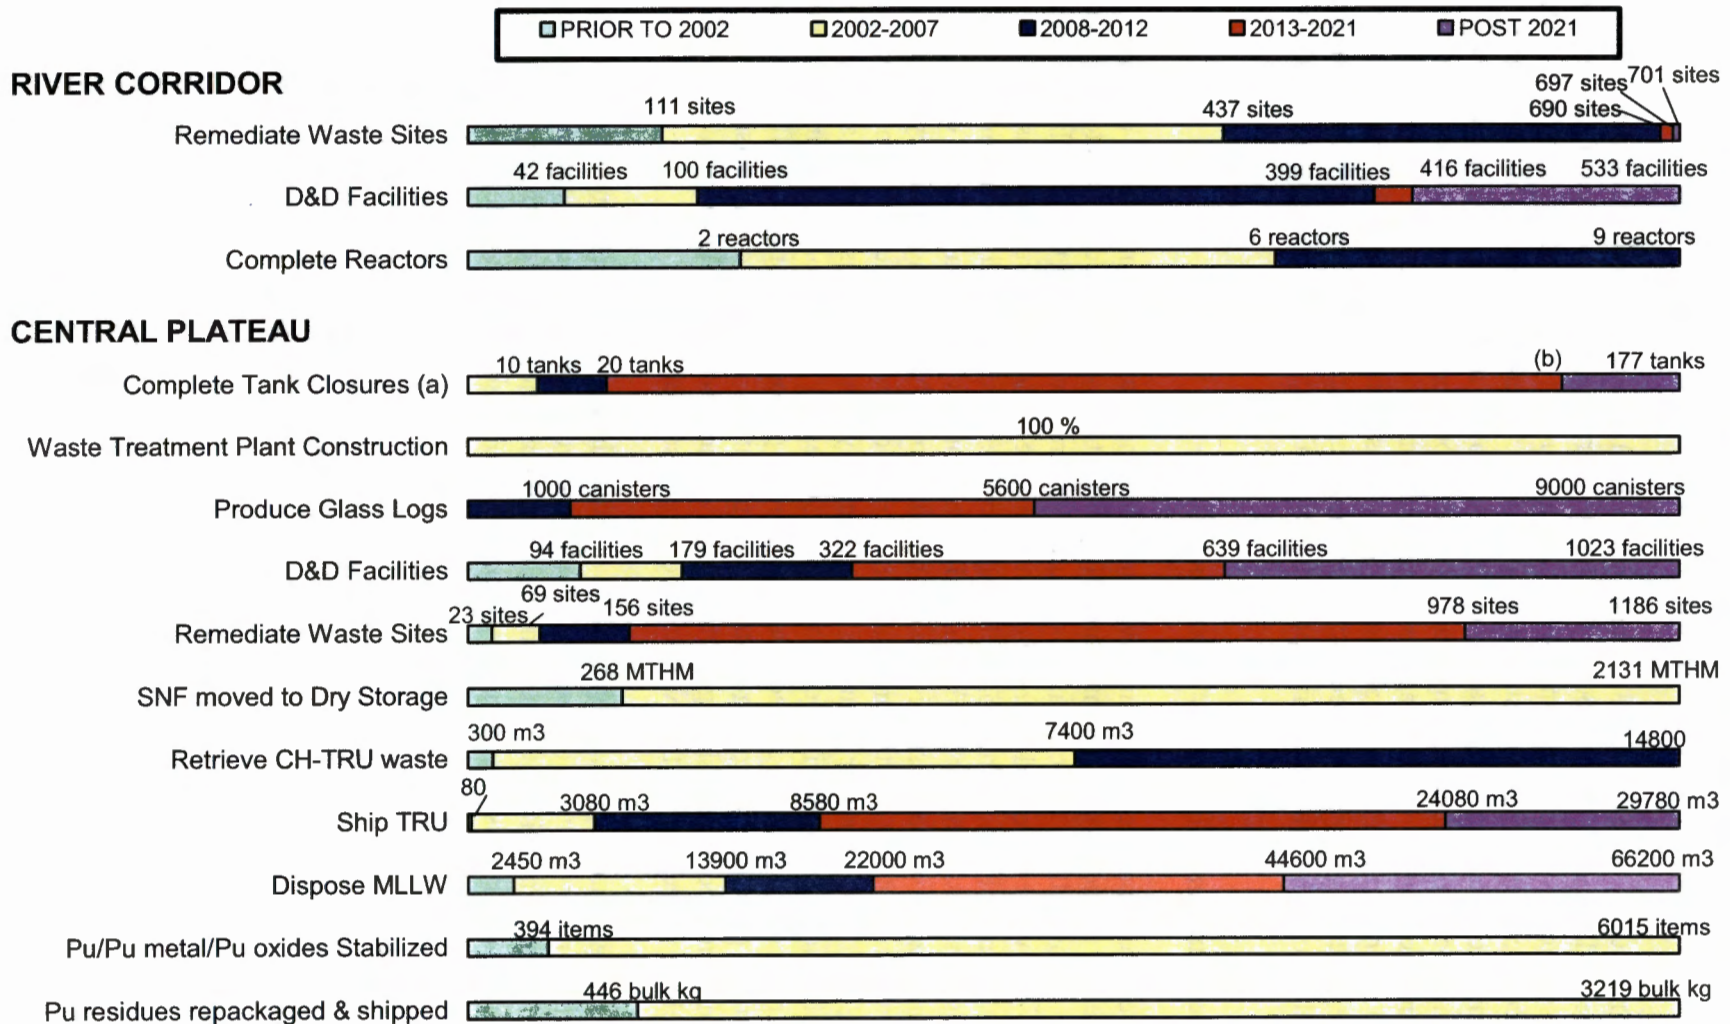 PRIOR TO 2002 2002-2007 2008-2012 2013-2021 POST 2021
RIVER CORRIDOR
697 sites 701 sites
111 sites 437 sites 690 sites
Remediate Waste Sites
42 facilities 100 facilities 399 facilities 416 facilities 533 facilities
D&D Facilities
2 reactors 6 reactors 9 reactors
Complete Reactors
CENTRAL PLATEAU
10 tanks 20 tanks (b) 177 tanks
Complete Tank Closures (a)
100 %
Waste Treatment Plant Construction
1000 canisters 5600 canisters 9000 canisters
Produce Glass Logs
94 facilities 179 facilities 322 facilities 639 facilities 1023 facilities
D&D Facilities
23 sites 69 sites 156 sites 978 sites 1186 sites
Remediate Waste Sites
268 MTHM 2131 MTHM
SNF moved to Dry Storage
300 m3 7400 m3 14800
Retrieve CH-TRU waste
80 3080 m3 8580 m3 24080 m3 29780 m3
Ship TRU
2450 m3 13900 m3 22000 m3 44600 m3 66200 m3
Dispose MLLW
394 items 6015 items
Pu/Pu metal/Pu oxides Stabilized
446 bulk kg 3219 bulk kg
Pu residues repackaged & shipped